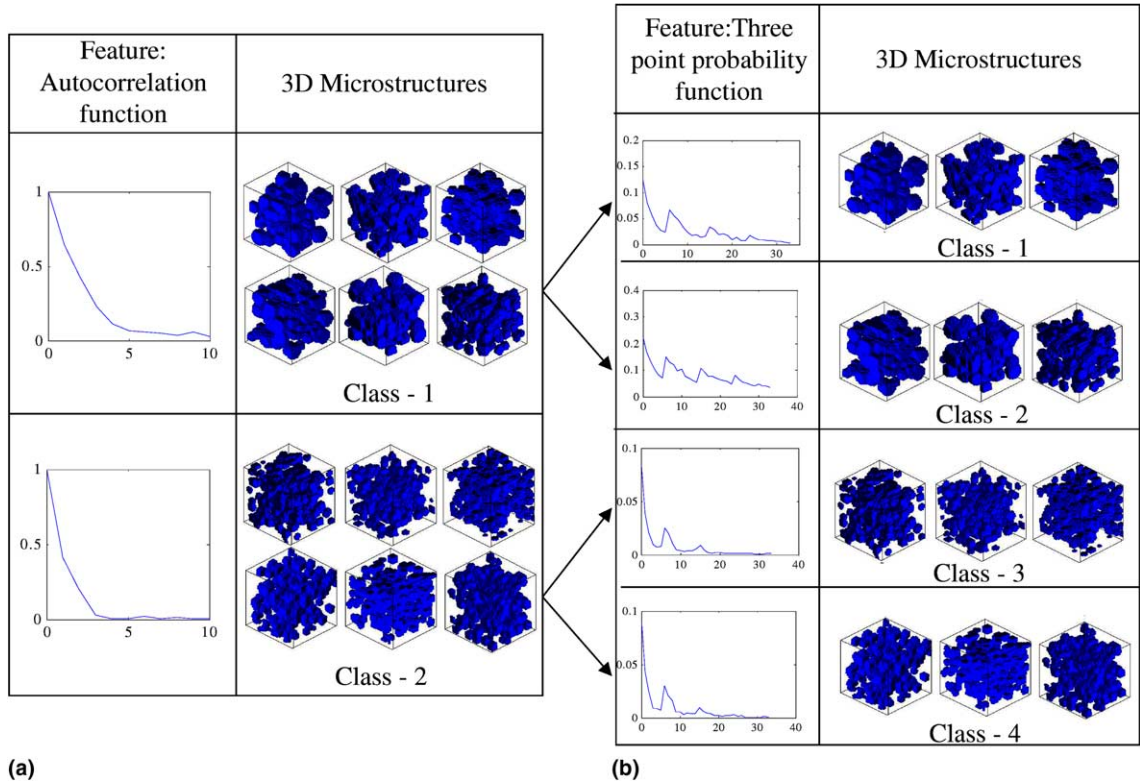 Feature:
Autocorrelation
function
3D Microstructures
1
0.5
0
0 5 10
Class - 1
1
0.5
0
0 5 10
Class - 2
(a)
Feature:Three
point probability
function
3D Microstructures
0.2
0.15
0.1
0.05
0
0 10 20 30 40
Class - 1
0.4
0.3
0.2
0.1
0
0 10 20 30 40
Class - 2
0.1
0.05
0
0 10 20 30 40
Class - 3
0.1
0.05
0
0 10 20 30 40
Class - 4
(b)